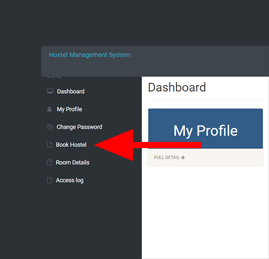 Hostel Management System
Dashboard
My Profile
Change Password
Book Hostel
Room Details
Access log
Dashboard
My Profile
FULL DETAIL